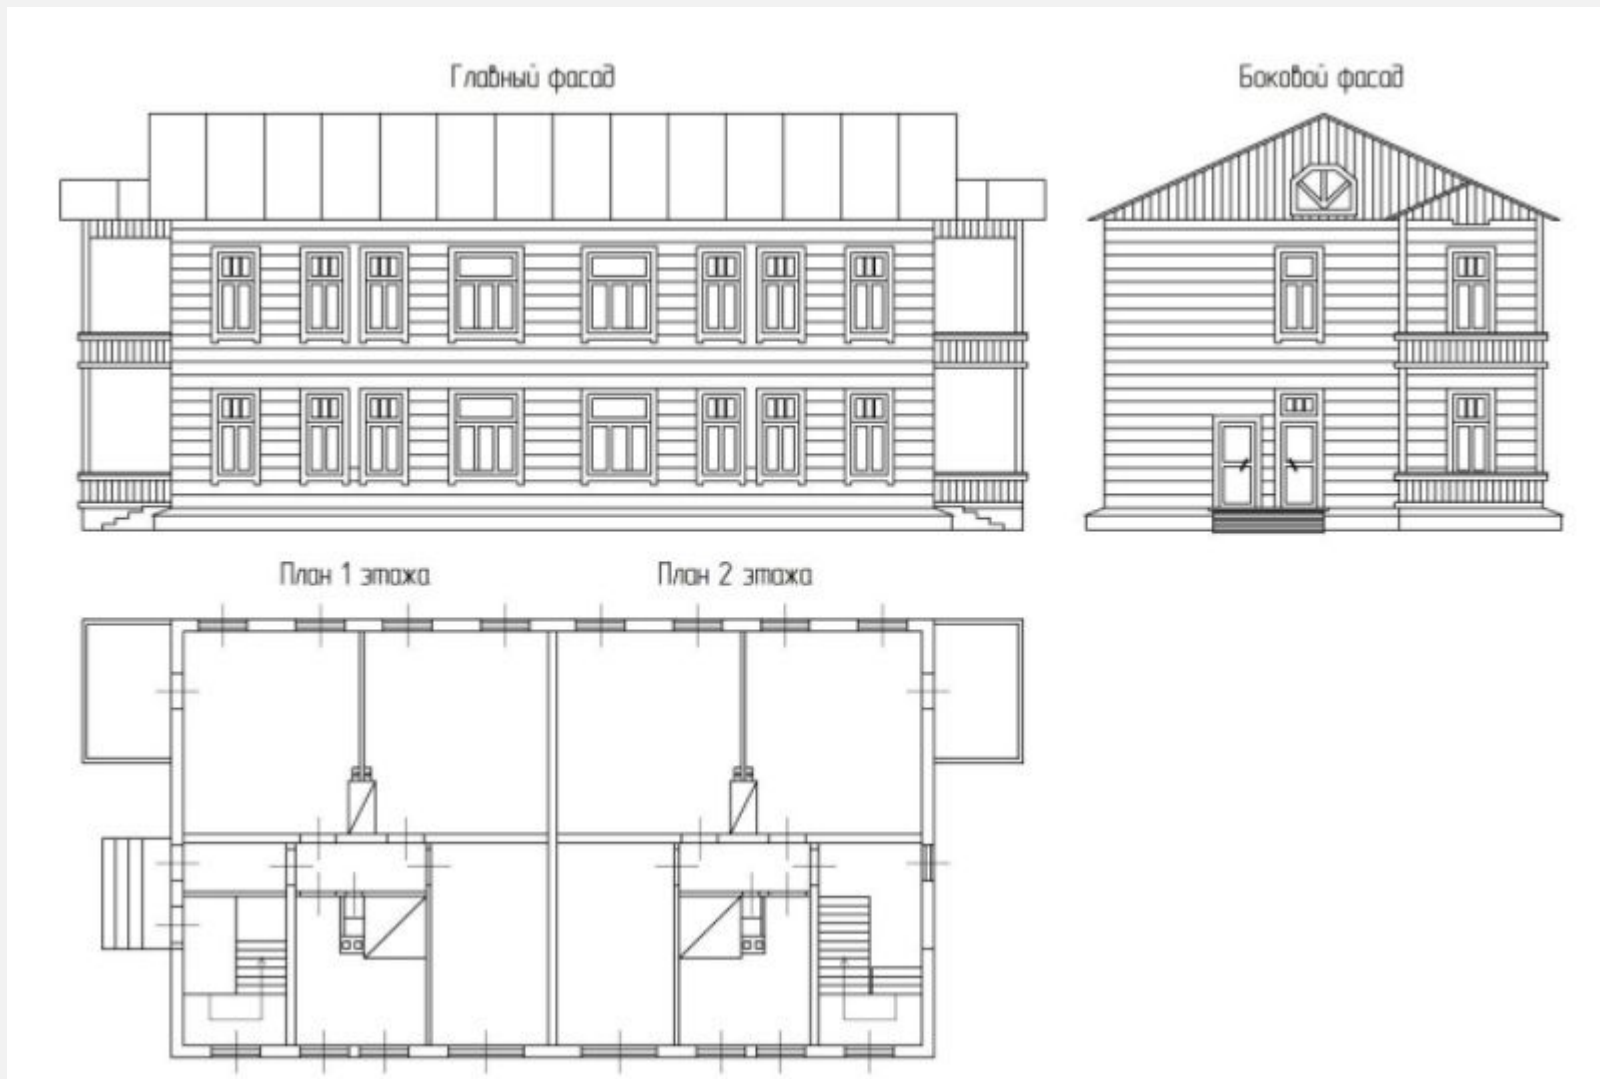 Главный фасад
Боковой фасад
План 1 этажа
План 2 этажа